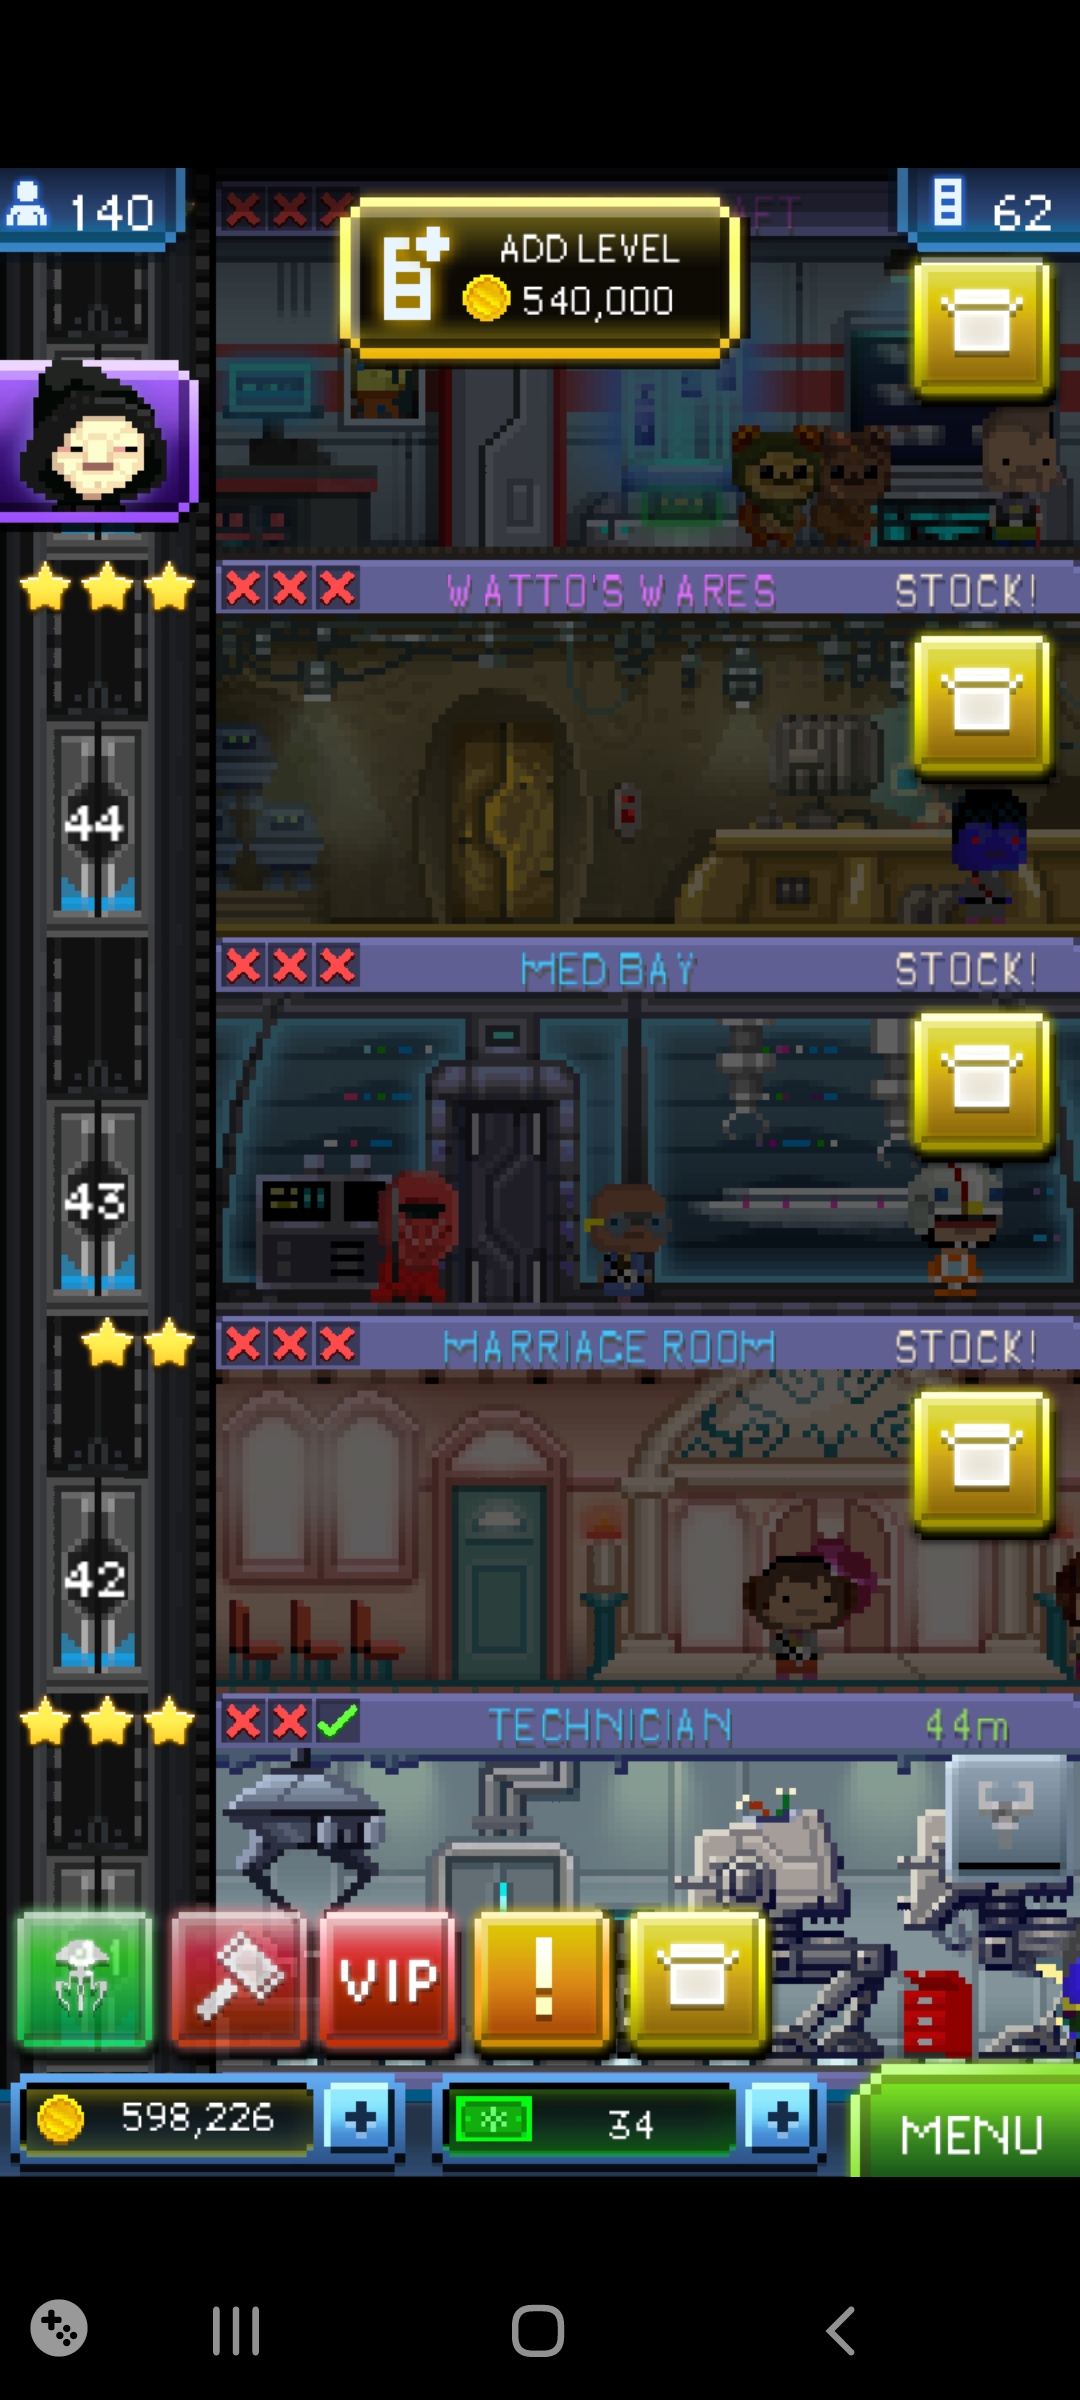 140
ADD LEVEL
540,000
62
WATTO'S WARES STOCK!
44
MED BAY STOCK!
43
MARRIAGE ROOM STOCK!
42
TECHNICIAN 44m
VIP
!
598,226
34
MENU